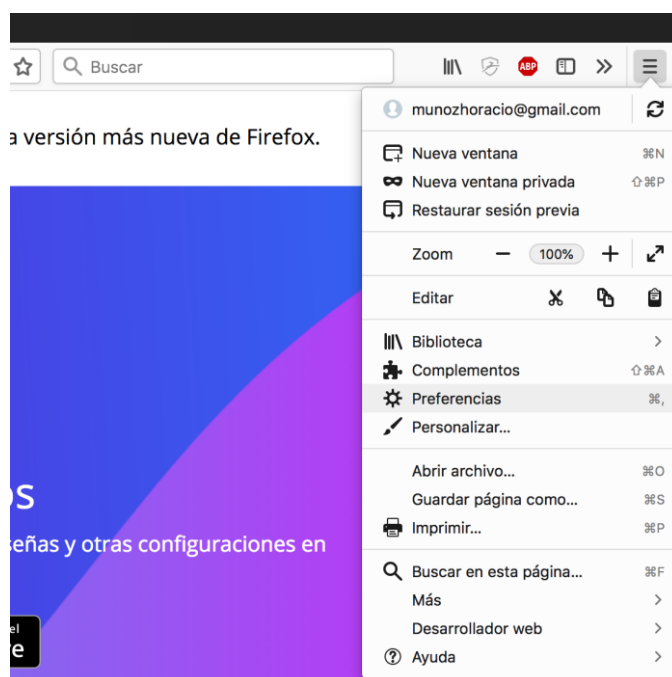 Buscar
ABP
a versión más nueva de Firefox.
os
señas y otras configuraciones en
el
re
munozhoracio@gmail.com
Nueva ventana ⌘N
Nueva ventana privada ⇧⌘P
Restaurar sesión previa
Zoom 100%
Editar
Biblioteca
Complementos ⇧⌘A
Preferencias ⌘,
Personalizar...
Abrir archivo... ⌘O
Guardar página como... ⌘S
Imprimir... ⌘P
Buscar en esta página... ⌘F
Más
Desarrollador web
Ayuda